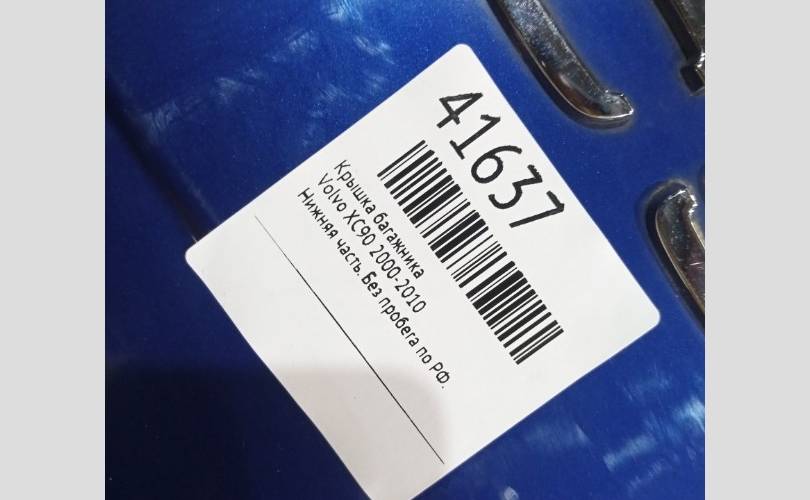 41637
Крышка багажника
Volvo XC90 2000-2010
Нижняя часть. Без пробега по РФ.